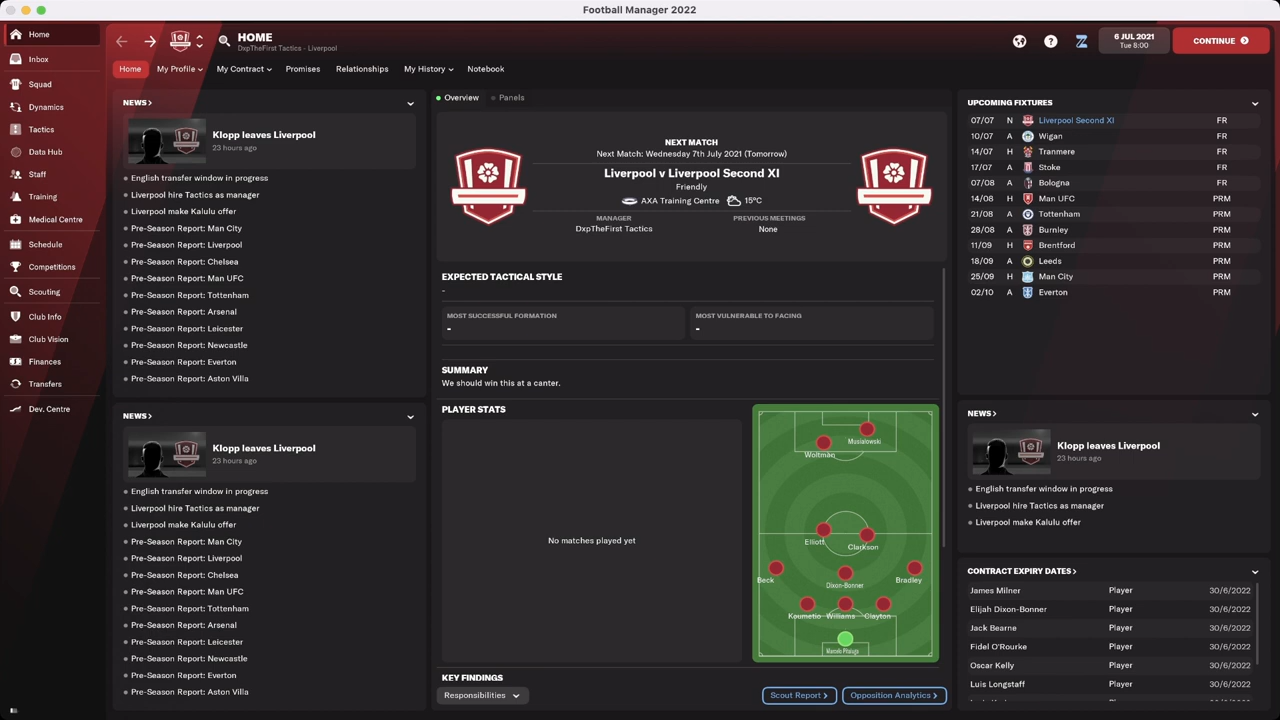 Football Manager 2022
Home
Inbox
Squad
Dynamics
Tactics
Data Hub
Staff
Training
Medical Centre
Schedule
Competitions
Scouting
Club Info
Club Vision
Finances
Transfers
Dev. Centre
HOME
DxpTheFirst Tactics - Liverpool
6 JUL 2021
Tue 8:00
CONTINUE
Home
My Profile
My Contract
Promises
Relationships
My History
Notebook
NEWS
Klopp leaves Liverpool
23 hours ago
English transfer window in progress
Liverpool hire Tactics as manager
Liverpool make Kalulu offer
Pre-Season Report: Man City
Pre-Season Report: Liverpool
Pre-Season Report: Chelsea
Pre-Season Report: Man UFC
Pre-Season Report: Tottenham
Pre-Season Report: Arsenal
Pre-Season Report: Leicester
Pre-Season Report: Newcastle
Pre-Season Report: Everton
Pre-Season Report: Aston Villa
NEWS
Klopp leaves Liverpool
23 hours ago
English transfer window in progress
Liverpool hire Tactics as manager
Liverpool make Kalulu offer
Pre-Season Report: Man City
Pre-Season Report: Liverpool
Pre-Season Report: Chelsea
Pre-Season Report: Man UFC
Pre-Season Report: Tottenham
Pre-Season Report: Arsenal
Pre-Season Report: Leicester
Pre-Season Report: Newcastle
Pre-Season Report: Everton
Pre-Season Report: Aston Villa
Overview
Panels
NEXT MATCH
Next Match: Wednesday 7th July 2021 (Tomorrow)
Liverpool v Liverpool Second XI
Friendly
AXA Training Centre 15°C
MANAGER
DxpTheFirst Tactics
PREVIOUS MEETINGS
None
EXPECTED TACTICAL STYLE
-
MOST SUCCESSFUL FORMATION
-
MOST VULNERABLE TO FACING
-
SUMMARY
We should win this at a canter.
PLAYER STATS
No matches played yet
Musialowski
Woltman
Elliott
Clarkson
Beck
Dixon-Bonner
Bradley
Koumetio
Williams
Clayton
Marcelo Pitaluga
KEY FINDINGS
Responsibilities
Scout Report
Opposition Analytics
UPCOMING FIXTURES
07/07 N Liverpool Second XI FR
10/07 A Wigan FR
14/07 H Tranmere FR
17/07 A Stoke FR
07/08 A Bologna FR
14/08 H Man UFC PRM
21/08 A Tottenham PRM
28/08 A Burnley PRM
11/09 H Brentford PRM
18/09 A Leeds PRM
25/09 H Man City PRM
02/10 A Everton PRM
NEWS
Klopp leaves Liverpool
23 hours ago
English transfer window in progress
Liverpool hire Tactics as manager
Liverpool make Kalulu offer
CONTRACT EXPIRY DATES
James Milner Player 30/6/2022
Elijah Dixon-Bonner Player 30/6/2022
Jack Bearne Player 30/6/2022
Fidel O'Rourke Player 30/6/2022
Oscar Kelly Player 30/6/2022
Luis Longstaff Player 30/6/2022